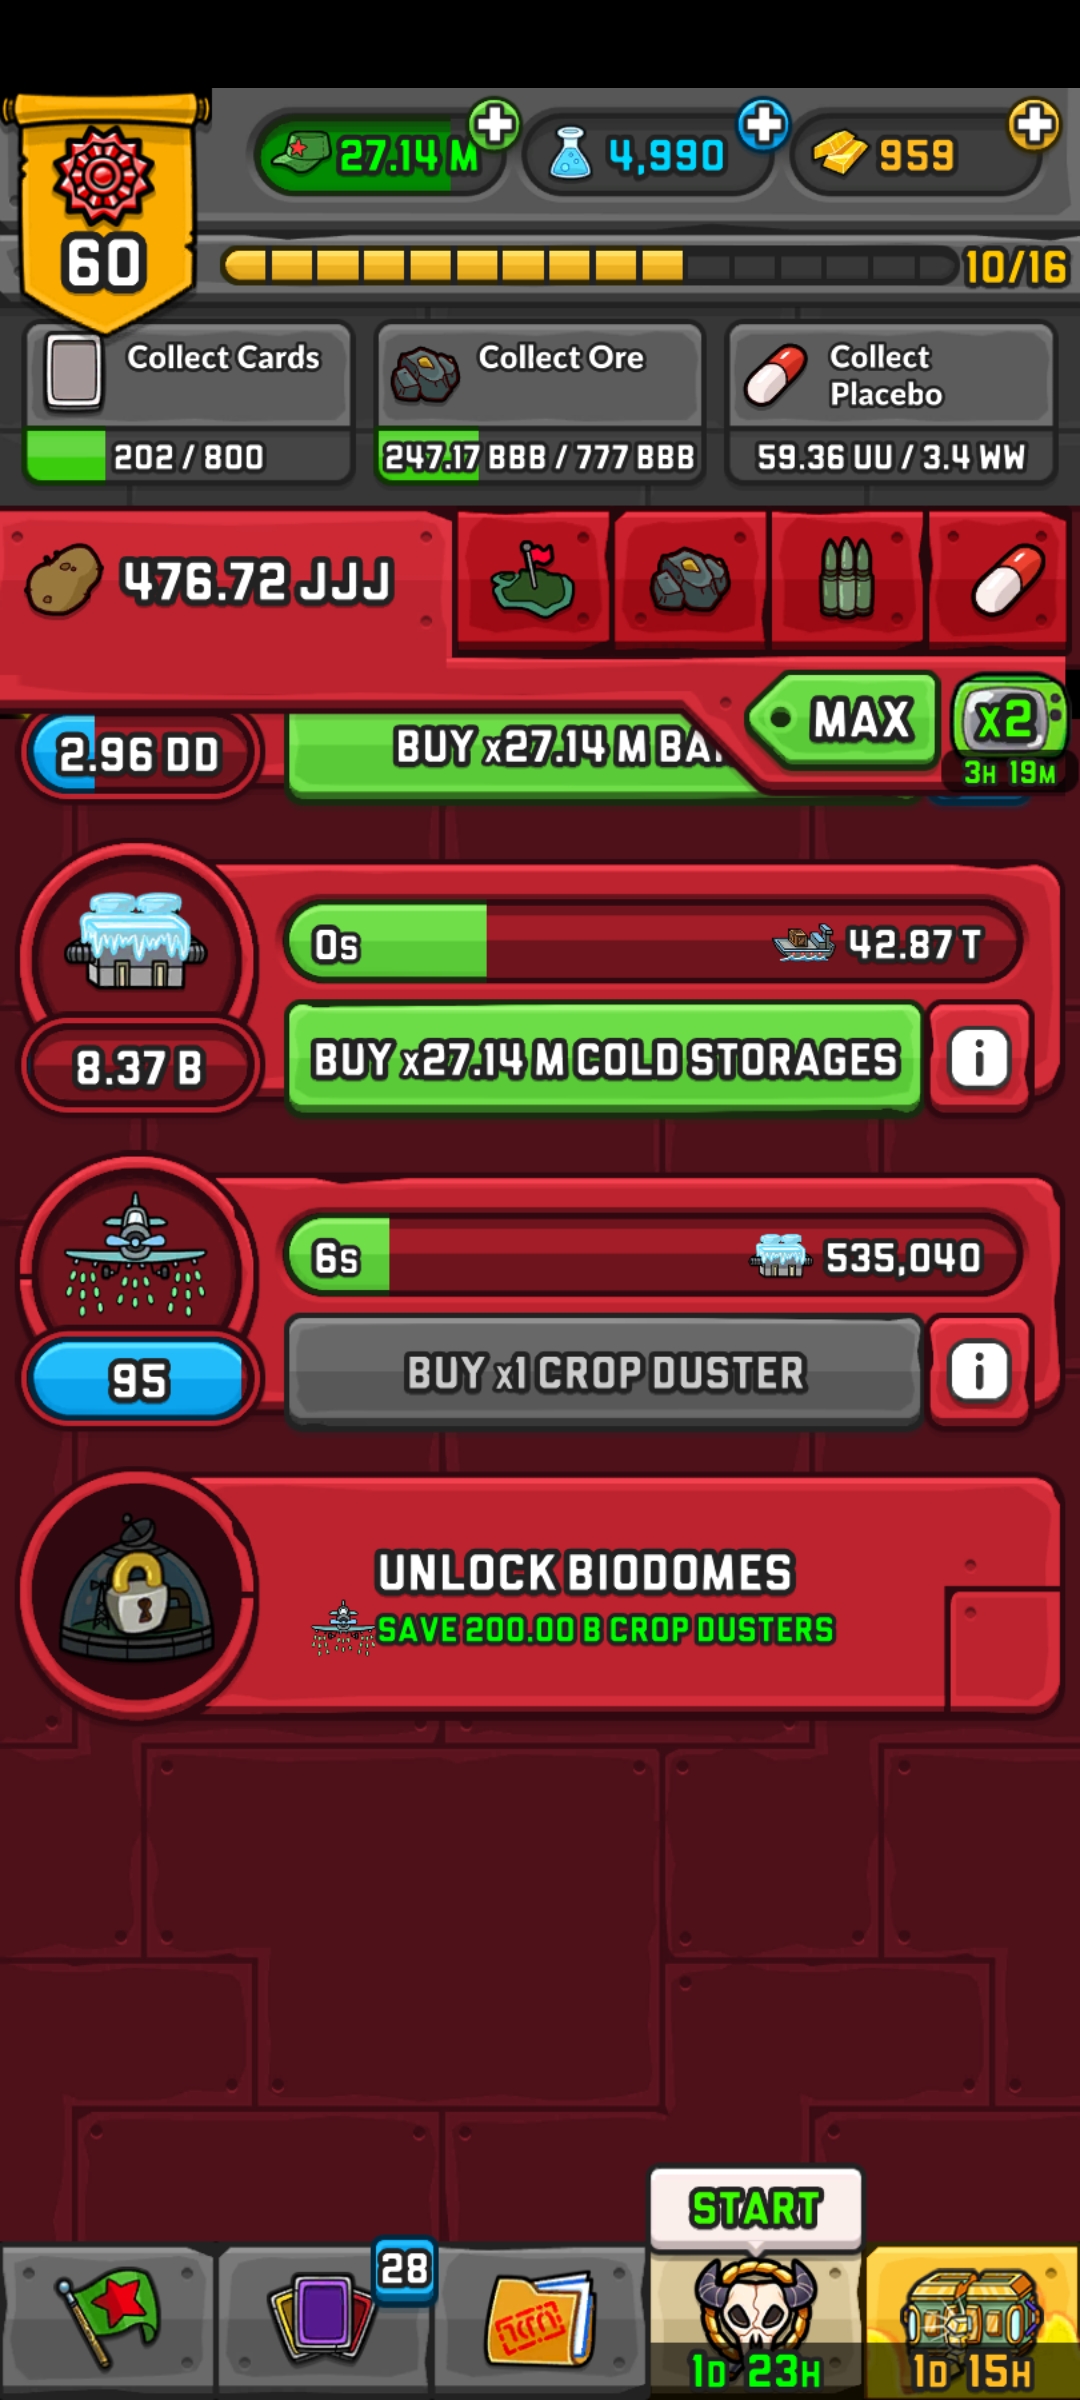 27.14 M
4,990
959
60
10/16
Collect Cards
202 / 800
Collect Ore
247.17 BBB / 777 BBB
Collect
Placebo
59.36 UU / 3.4 WW
476.72 JJJ
MAX
x2
3H 19M
2.96 DD
BUY x27.14 M BA
0s
42.87 T
8.37 B
BUY x27.14 M COLD STORAGES
i
6s
535,040
95
BUY x1 CROP DUSTER
i
UNLOCK BIODOMES
SAVE 200.00 B CROP DUSTERS
START
28
1D 23H
1D 15H